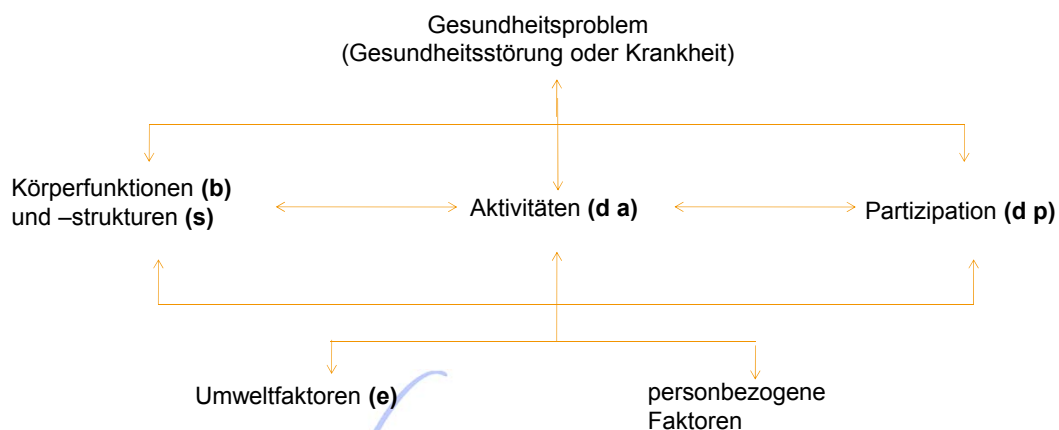 Gesundheitsproblem
(Gesundheitsstörung oder Krankheit)
Körperfunktionen (b)
und –strukturen (s)
Aktivitäten (d a)
Partizipation (d p)
Umweltfaktoren (e)
personbezogene
Faktoren